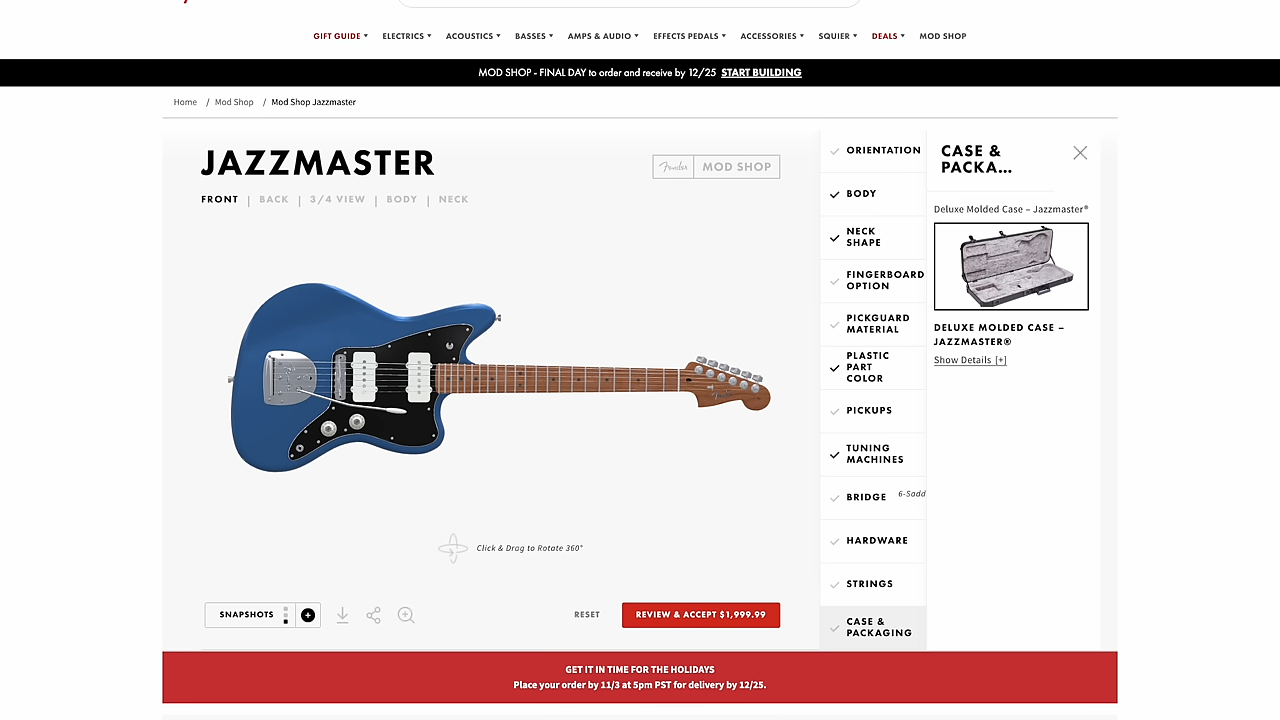 GIFT GUIDE ELECTRICS ACOUSTICS BASSES AMPS & AUDIO EFFECTS PEDALS ACCESSORIES SQUIER DEALS MOD SHOP
MOD SHOP - FINAL DAY to order and receive by 12/25 START BUILDING
Home / Mod Shop / Mod Shop Jazzmaster
JAZZMASTER
Fender MOD SHOP
FRONT | BACK | 3/4 VIEW | BODY | NECK
Click & Drag to Rotate 360°
SNAPSHOTS
RESET
REVIEW & ACCEPT $1,999.99
ORIENTATION
BODY
NECK
SHAPE
FINGERBOARD
OPTION
PICKGUARD
MATERIAL
PLASTIC
PART
COLOR
PICKUPS
TUNING
MACHINES
BRIDGE 6-Sadd
HARDWARE
STRINGS
CASE &
PACKAGING
CASE &
PACKA...
Deluxe Molded Case – Jazzmaster®
DELUXE MOLDED CASE –
JAZZMASTER®
Show Details [+]
GET IT IN TIME FOR THE HOLIDAYS
Place your order by 11/3 at 5pm PST for delivery by 12/25.